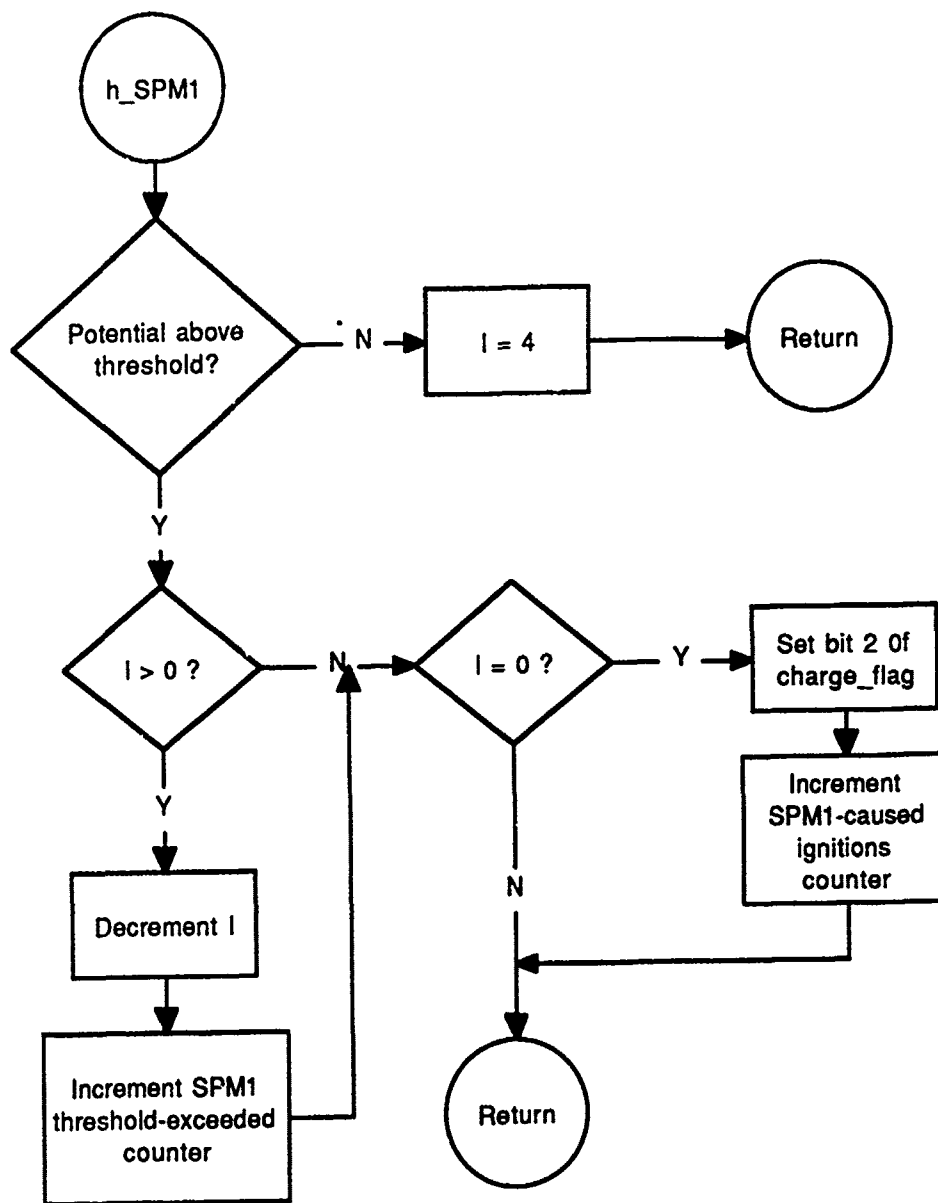 h_SPM1
Potential above
threshold?
N
I = 4
Return
Y
I > 0 ?
N
I = 0 ?
Y
Set bit 2 0f
charge_flag
Y
Increment
SPM1-caused
ignitions
counter
N
Decrement I
Increment SPM1
threshold-exceeded
counter
Return